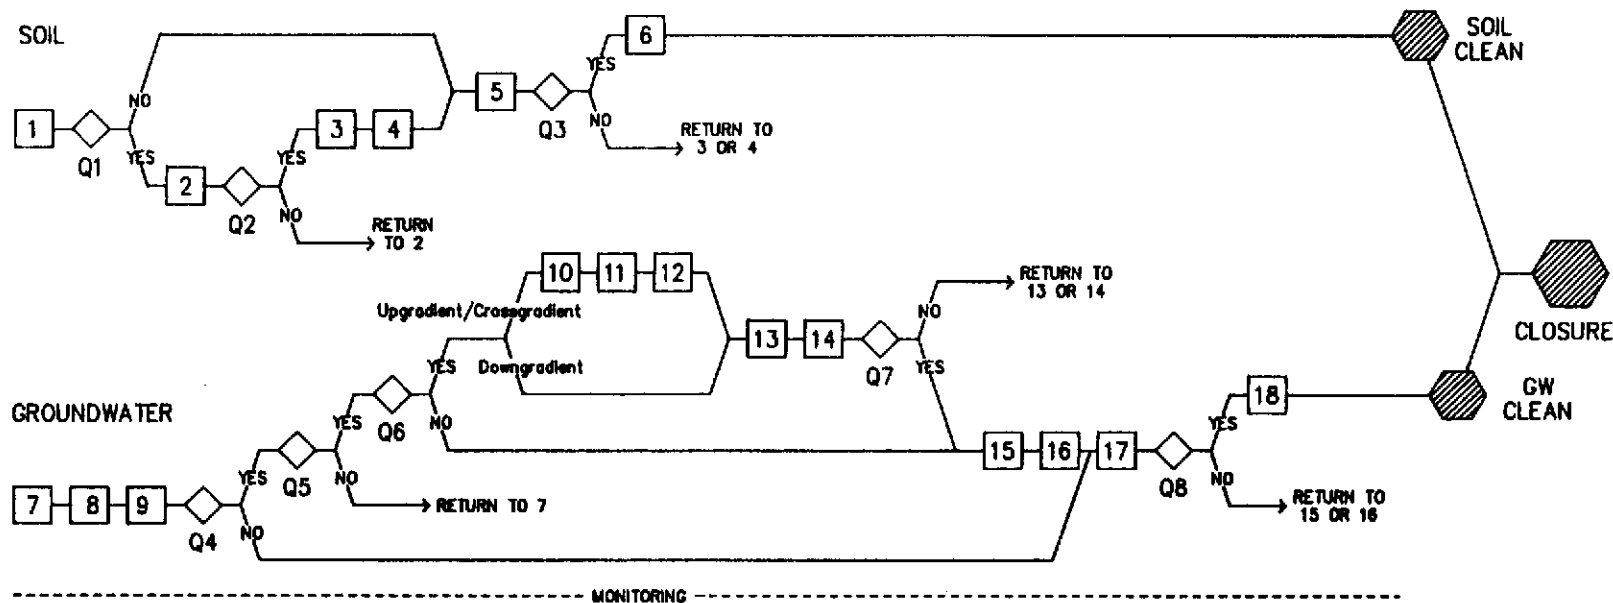 SOIL
1
Q1
NO
YES
2
Q2
YES
NO
RETURN
TO 2
3
4
5
Q3
YES
NO
RETURN TO
3 OR 4
6
SOIL
CLEAN
GROUNDWATER
7
8
9
Q4
YES
NO
Q5
YES
NO
RETURN TO 7
Q6
YES
NO
Upgradient/Crossgradient
Downgradient
10
11
12
13
14
Q7
NO
YES
RETURN TO
13 OR 14
15
16
17
Q8
YES
NO
RETURN TO
15 OR 16
18
GW
CLEAN
CLOSURE
MONITORING